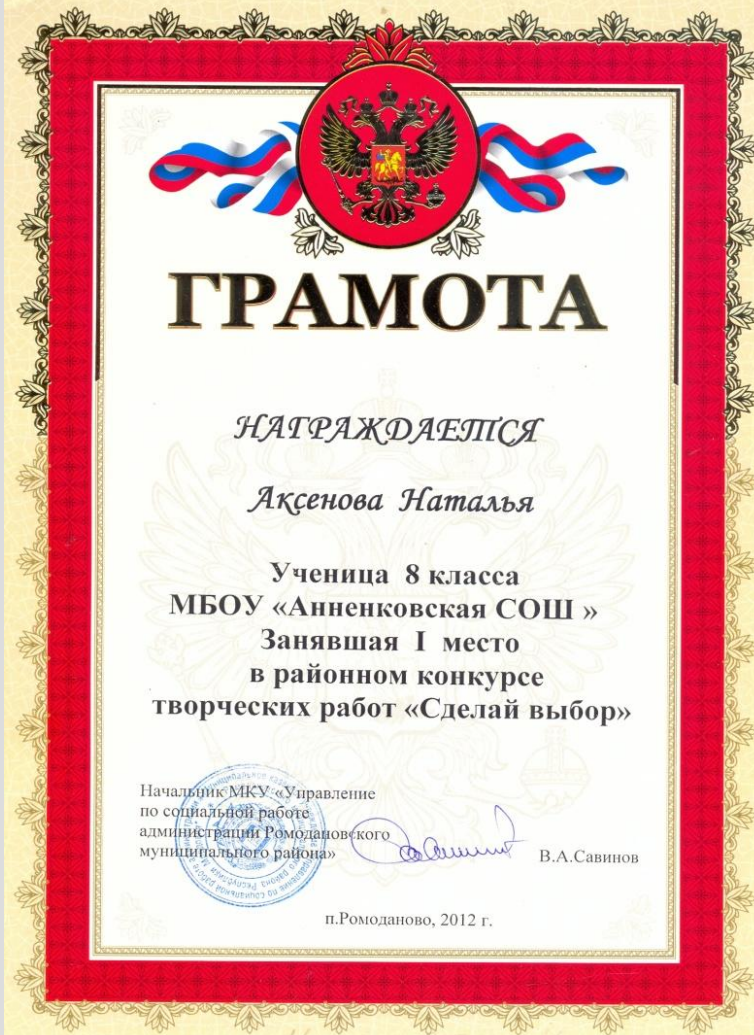 ГРАМОТА
НАГРАЖДАЕТСЯ
Аксенова Наталья
Ученица 8 класса
МБОУ «Анненковская СОШ »
Занявшая I место
в районном конкурсе
творческих работ «Сделай выбор»
Начальник МКУ «Управление
по социальной работе
администрации Ромодановского
муниципального района»
В.А.Савинов
п.Ромоданово, 2012 г.